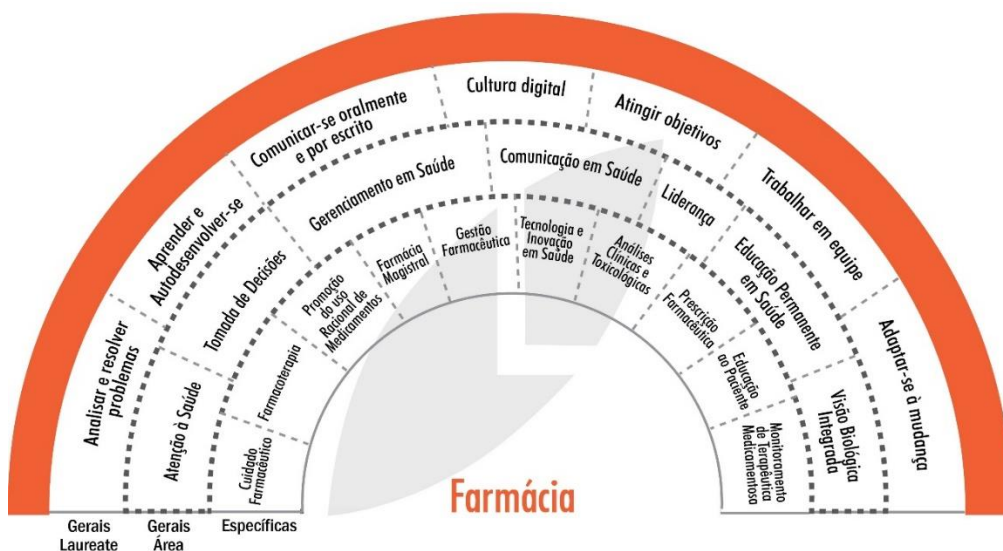 Analisar e resolver
problemas
Aprender e
Autodesenvolver-se
Comunicar-se oralmente
e por escrito
Cultura digital
Atingir objetivos
Trabalhar em equipe
Adaptar-se à mudança
Atenção à Saúde
Tomada de Decisões
Gerenciamento em Saúde
Comunicação em Saúde
Liderança
Educação Permanente
em Saúde
Visão Biológica
Integrada
Cuidado
Farmacêutico
Farmacoterapia
Promoção
do uso
Racional de
Medicamentos
Farmácia
Magistral
Gestão
Farmacêutica
Tecnologia e
Inovação
em Saúde
Análises
Clínicas e
Toxicológicas
Prescrição
Farmacêutica
Educação
ao Paciente
Monitoramento
de Terapêutica
Medicamentosa
Farmácia
Gerais
Laureate
Gerais
Área
Específicas